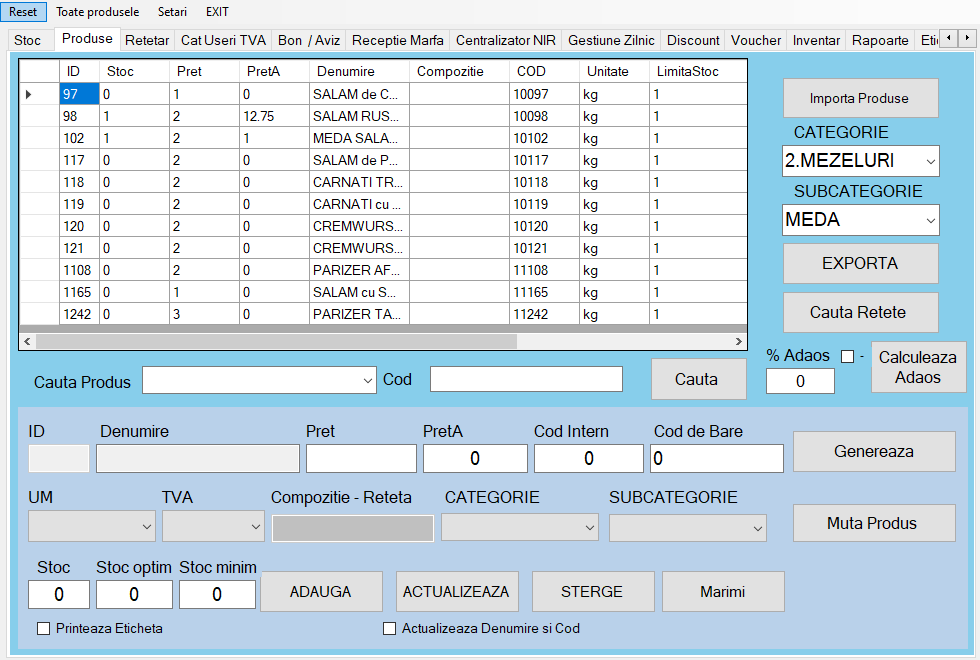 Reset Toate produsele Setari EXIT
Stoc Produse Retetar Cat Useri TVA Bon / Aviz Receptie Marfa Centralizator NIR Gestiune Zilnic Discount Voucher Inventar Rapoarte Etic
ID Stoc Pret PretA Denumire Compozitie COD Unitate LimitaStoc
97 0 1 0 SALAM de C... 10097 kg 1
98 1 2 12.75 SALAM RUS... 10098 kg 1
102 1 2 1 MEDA SALA... 10102 kg 1
117 0 2 0 SALAM de P... 10117 kg 1
118 0 2 0 CARNATI TR... 10118 kg 1
119 0 2 0 CARNATI cu ... 10119 kg 1
120 0 2 0 CREMWURS... 10120 kg 1
121 0 2 0 CREMWURS... 10121 kg 1
1108 0 2 0 PARIZER AF... 11108 kg 1
1165 0 1 0 SALAM cu S... 11165 kg 1
1242 0 3 0 PARIZER TA... 11242 kg 1
Importa Produse
CATEGORIE
2.MEZELURI
SUBCATEGORIE
MEDA
EXPORTA
Cauta Retete
% Adaos -
0
Calculeaza
Adaos
Cauta Produs Cod Cauta
ID Denumire Pret PretA Cod Intern Cod de Bare
0 0 0
Genereaza
UM TVA Compozitie - Reteta CATEGORIE SUBCATEGORIE
Muta Produs
Stoc Stoc optim Stoc minim
0 0 0
ADAUGA ACTUALIZEAZA STERGE Marimi
Printeaza Eticheta Actualizeaza Denumire si Cod